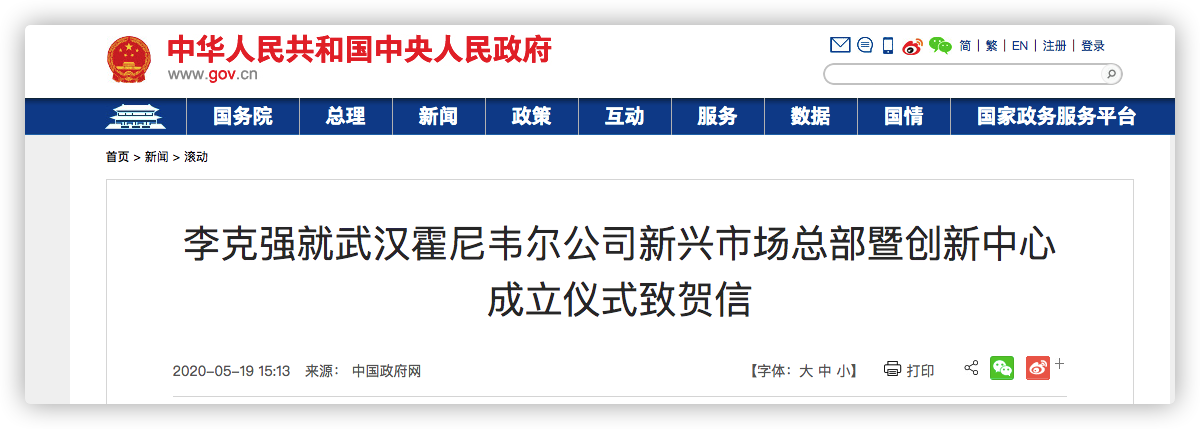 中华人民共和国中央人民政府
www.gov.cn
简 | 繁 | EN | 注册 | 登录
国务院 总理 新闻 政策 互动 服务 数据 国情 国家政务服务平台
首页 > 新闻 > 滚动
李克强就武汉霍尼韦尔公司新兴市场总部暨创新中心
成立仪式致贺信
2020-05-19 15:13 来源： 中国政府网 【字体：大 中 小】 打印